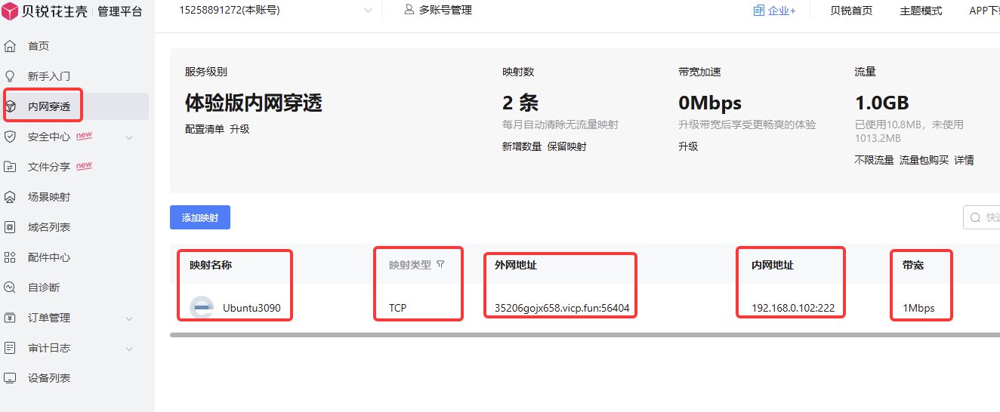 贝锐花生壳 管理平台
15258891272(本账号)
多账号管理
企业+
贝锐首页
主题模式
APP下
首页
新手入门
内网穿透
安全中心 new
文件分享 new
场景映射
域名列表
配件中心
自诊断
订单管理
审计日志
设备列表
服务级别
体验版内网穿透
配置清单 升级
映射数
2 条
每月自动清除无流量映射
新增数量 保留映射
带宽加速
0Mbps
升级带宽后享受更畅爽的体验
升级
流量
1.0GB
已使用10.8MB，未使用
1013.2MB
不限流量 流量包购买 详情
添加映射
快
映射名称 映射类型 外网地址 内网地址 带宽
Ubuntu3090 TCP 35206gojx658.vicp.fun:56404 192.168.0.102:222 1Mbps